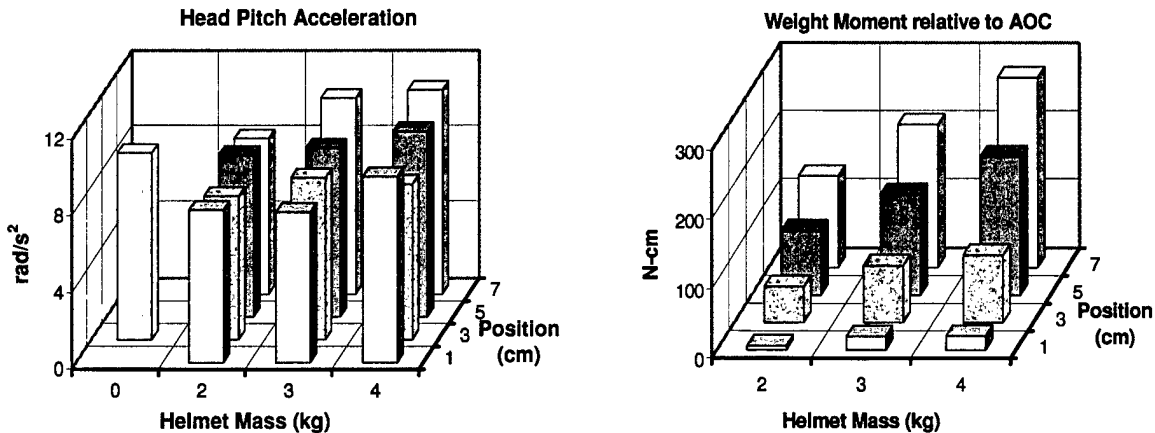 Head Pitch Acceleration
12
8
4
0
rad/s²
0 2 3 4
Helmet Mass (kg)
7
5
3
1
Position
(cm)
Weight Moment relative to AOC
300
200
100
0
N-cm
2 3 4
Helmet Mass (kg)
7
5
3
1
Position
(cm)